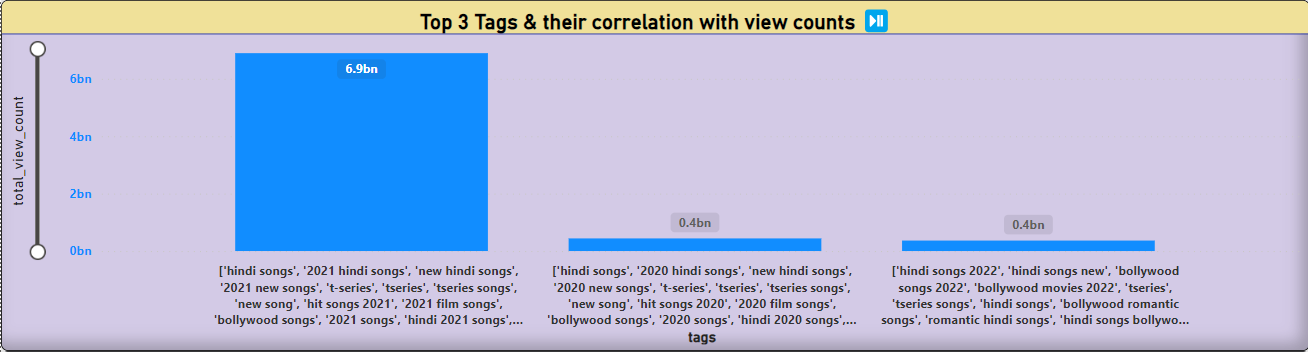 Top 3 Tags & their correlation with view counts
total_view_count
6bn
4bn
2bn
0bn
6.9bn
0.4bn
0.4bn
['hindi songs', '2021 hindi songs', 'new hindi songs',
'2021 new songs', 't-series', 'tseries', 'tseries songs',
'new song', 'hit songs 2021', '2021 film songs',
'bollywood songs', '2021 songs', 'hindi 2021 songs',...
['hindi songs', '2020 hindi songs', 'new hindi songs',
'2020 new songs', 't-series', 'tseries', 'tseries songs',
'new song', 'hit songs 2020', '2020 film songs',
'bollywood songs', '2020 songs', 'hindi 2020 songs',...
['hindi songs 2022', 'hindi songs new', 'bollywood
songs 2022', 'bollywood movies 2022', 'tseries',
'tseries songs', 'hindi songs', 'bollywood romantic
songs', 'romantic hindi songs', 'hindi songs bollywo...
tags